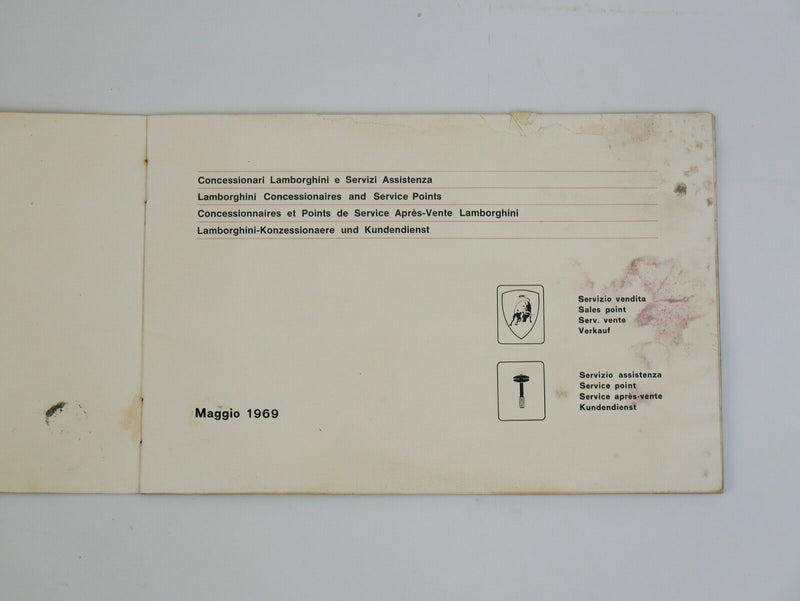 Concessionari Lamborghini e Servizi Assistenza
Lamborghini Concessionaires and Service Points
Concessionnaires et Points de Service Après-Vente Lamborghini
Lamborghini-Konzessionaere und Kundendienst
Servizio vendita
Sales point
Serv. vente
Verkauf
Servizio assistenza
Service point
Service après-vente
Kundendienst
Maggio 1969